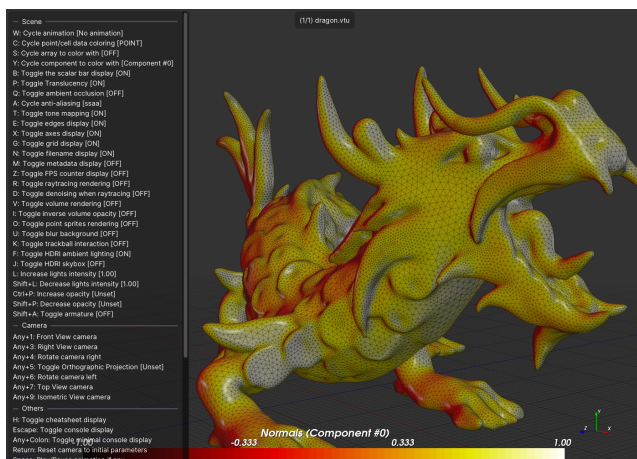 (1/1) dragon.vtu
Scene
W: Cycle animation [No animation]
C: Cycle point/cell data coloring [POINT]
S: Cycle array to color with [OFF]
Y: Cycle component to color with [Component #0]
B: Toggle the scalar bar display [ON]
P: Toggle Translucency [ON]
Q: Toggle ambient occlusion [OFF]
A: Cycle anti-aliasing [ssaa]
T: Toggle tone mapping [ON]
E: Toggle edges display [ON]
X: Toggle axes display [ON]
G: Toggle grid display [ON]
N: Toggle filename display [ON]
M: Toggle metadata display [OFF]
Z: Toggle FPS counter display [OFF]
R: Toggle raytracing rendering [OFF]
D: Toggle denoising when raytracing [OFF]
V: Toggle volume rendering [OFF]
I: Toggle inverse volume opacity [OFF]
O: Toggle point sprites rendering [OFF]
U: Toggle blur background [OFF]
K: Toggle trackball interaction [OFF]
F: Toggle HDRI ambient lighting [ON]
J: Toggle HDRI skybox [OFF]
L: Increase lights intensity [1.00]
Shift+L: Decrease lights intensity [1.00]
Ctrl+P: Increase opacity [Unset]
Shift+P: Decrease opacity [Unset]
Shift+A: Toggle armature [OFF]
Camera
Any+1: Front View camera
Any+3: Right View camera
Any+4: Rotate camera right
Any+5: Toggle Orthographic Projection [Unset]
Any+6: Rotate camera left
Any+7: Top View camera
Any+9: Isometric View camera
Others
H: Toggle cheatsheet display
Escape: Toggle console display
Any+Colon: Toggle minimal console display
Return: Reset camera to initial parameters
Normals (Component #0)
-1.00 -0.333 0.333 1.00
Y
Z X